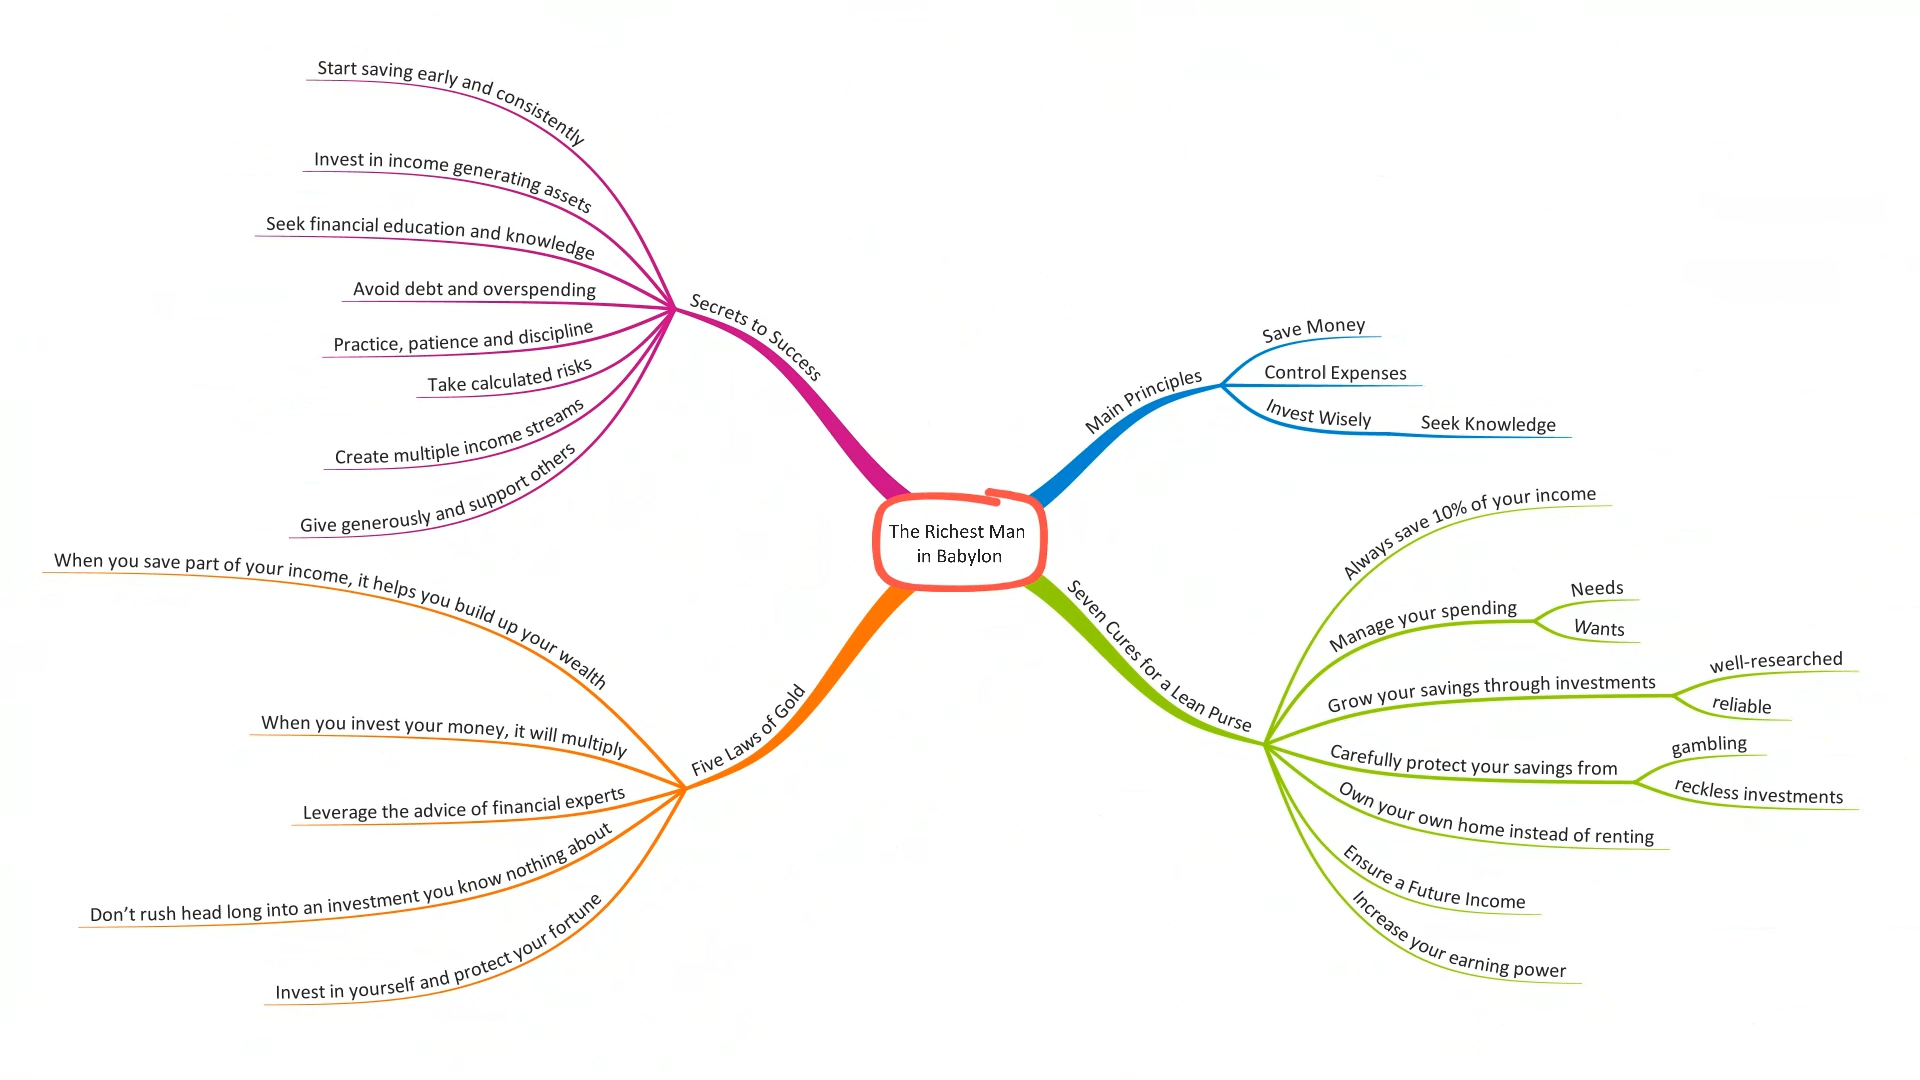 The Richest Man
in Babylon
Main Principles
Save Money
Control Expenses
Invest Wisely
Seek Knowledge
Seven Cures for a Lean Purse
Always save 10% of your income
Manage your spending
Needs
Wants
Grow your savings through investments
well-researched
reliable
Carefully protect your savings from
gambling
reckless investments
Own your own home instead of renting
Ensure a Future Income
Increase your earning power
Five Laws of Gold
When you save part of your income, it helps you build up your wealth
When you invest your money, it will multiply
Leverage the advice of financial experts
Don’t rush head long into an investment you know nothing about
Invest in yourself and protect your fortune
Secrets to Success
Start saving early and consistently
Invest in income generating assets
Seek financial education and knowledge
Avoid debt and overspending
Practice, patience and discipline
Take calculated risks
Create multiple income streams
Give generously and support others